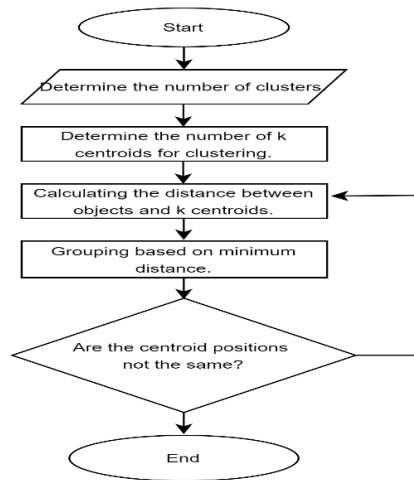 Start
Determine the number of clusters
Determine the number of k
centroids for clustering.
Calculating the distance between
objects and k centroids.
Grouping based on minimum
distance.
Are the centroid positions
not the same?
End